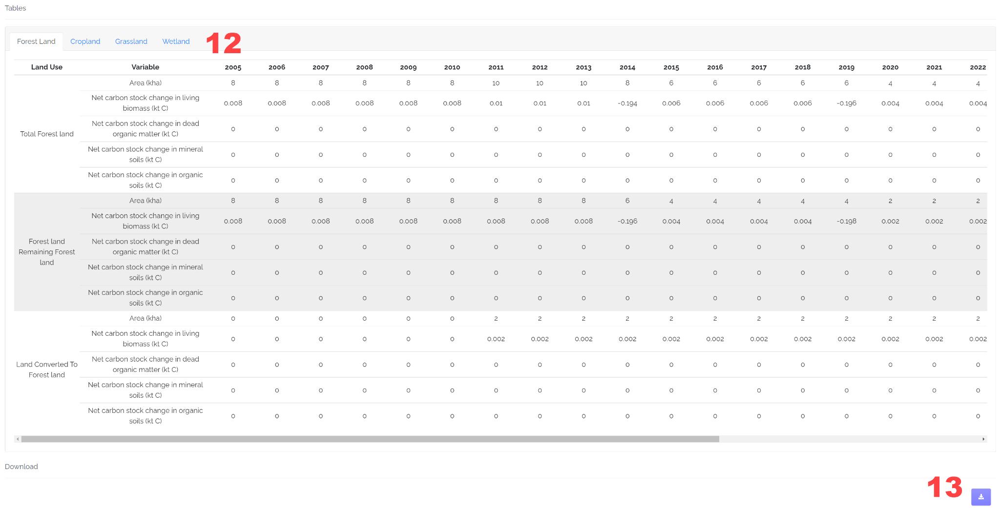 Tables
Forest Land Cropland Grassland Wetland 12
Land Use Variable 2005 2006 2007 2008 2009 2010 2011 2012 2013 2014 2015 2016 2017 2018 2019 2020 2021 2022
Area (kha) 8 8 8 8 8 8 10 10 10 8 6 6 6 6 6 4 4 4
Net carbon stock change in living
biomass (kt C) 0.008 0.008 0.008 0.008 0.008 0.008 0.01 0.01 0.01 -0.194 0.006 0.006 0.006 0.006 -0.196 0.004 0.004 0.004
Total Forest land
Net carbon stock change in dead
organic matter (kt C) 0 0 0 0 0 0 0 0 0 0 0 0 0 0 0 0 0 0
Net carbon stock change in mineral
soils (kt C) 0 0 0 0 0 0 0 0 0 0 0 0 0 0 0 0 0 0
Net carbon stock change in organic
soils (kt C) 0 0 0 0 0 0 0 0 0 0 0 0 0 0 0 0 0 0
Area (kha) 8 8 8 8 8 8 8 8 8 6 4 4 4 4 4 2 2 2
Net carbon stock change in living
biomass (kt C) 0.008 0.008 0.008 0.008 0.008 0.008 0.008 0.008 0.008 -0.196 0.004 0.004 0.004 0.004 -0.198 0.002 0.002 0.002
Forest land
Remaining Forest
land
Net carbon stock change in dead
organic matter (kt C) 0 0 0 0 0 0 0 0 0 0 0 0 0 0 0 0 0 0
Net carbon stock change in mineral
soils (kt C) 0 0 0 0 0 0 0 0 0 0 0 0 0 0 0 0 0 0
Net carbon stock change in organic
soils (kt C) 0 0 0 0 0 0 0 0 0 0 0 0 0 0 0 0 0 0
Area (kha) 0 0 0 0 0 0 2 2 2 2 2 2 2 2 2 2 2 2
Net carbon stock change in living
biomass (kt C) 0 0 0 0 0 0 0.002 0.002 0.002 0.002 0.002 0.002 0.002 0.002 0.002 0.002 0.002 0.002
Land Converted To
Forest land
Net carbon stock change in dead
organic matter (kt C) 0 0 0 0 0 0 0 0 0 0 0 0 0 0 0 0 0 0
Net carbon stock change in mineral
soils (kt C) 0 0 0 0 0 0 0 0 0 0 0 0 0 0 0 0 0 0
Net carbon stock change in organic
soils (kt C) 0 0 0 0 0 0 0 0 0 0 0 0 0 0 0 0 0 0
Download
13